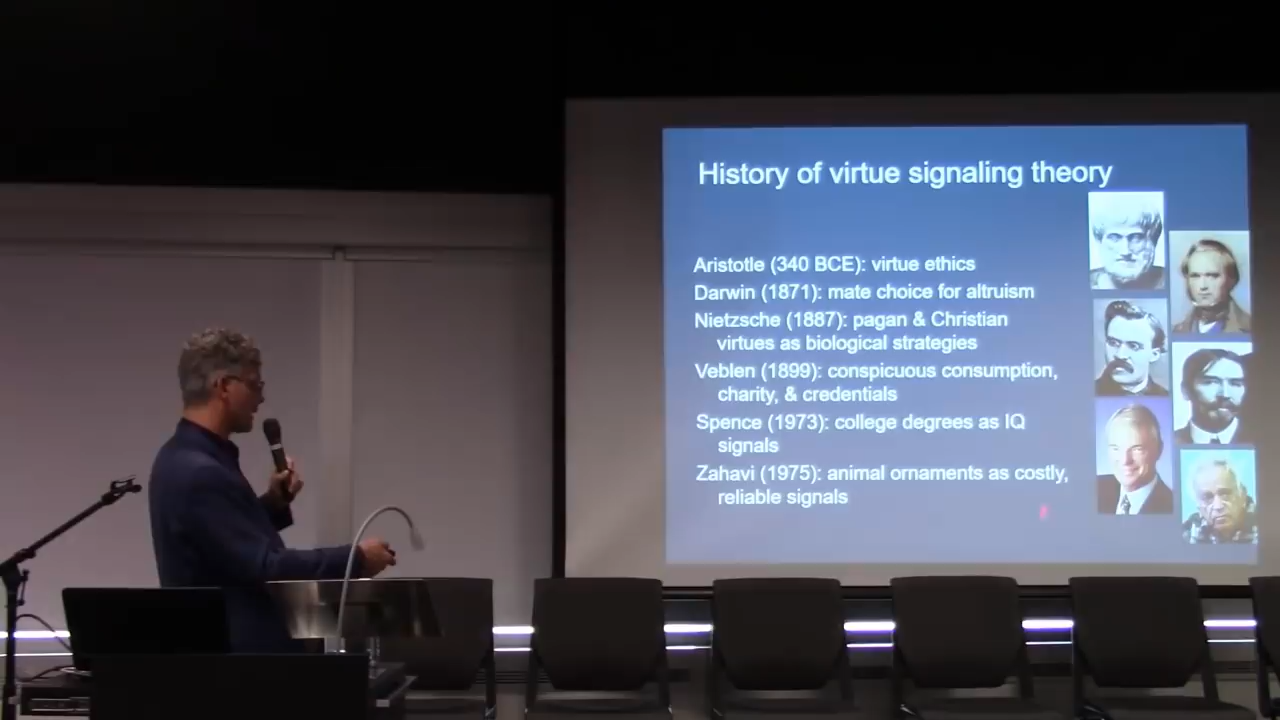 History of virtue signaling theory
Aristotle (340 BCE): virtue ethics
Darwin (1871): mate choice for altruism
Nietzsche (1887): pagan & Christian
virtues as biological strategies
Veblen (1899): conspicuous consumption,
charity, & credentials
Spence (1973): college degrees as IQ
signals
Zahavi (1975): animal ornaments as costly,
reliable signals